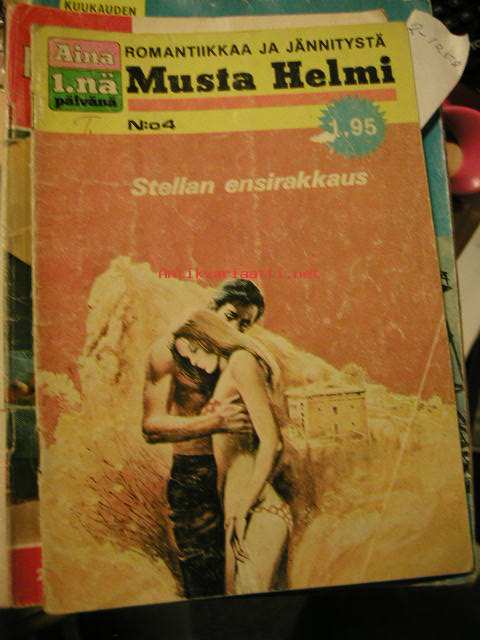 KUUKAUDEN
Aina
1.nä
päivänä
ROMANTIIKKAA JA JÄNNITYSTÄ
Musta Helmi
N:o4
1,95
Stellan ensirakkaus
Antikvariaatti.net